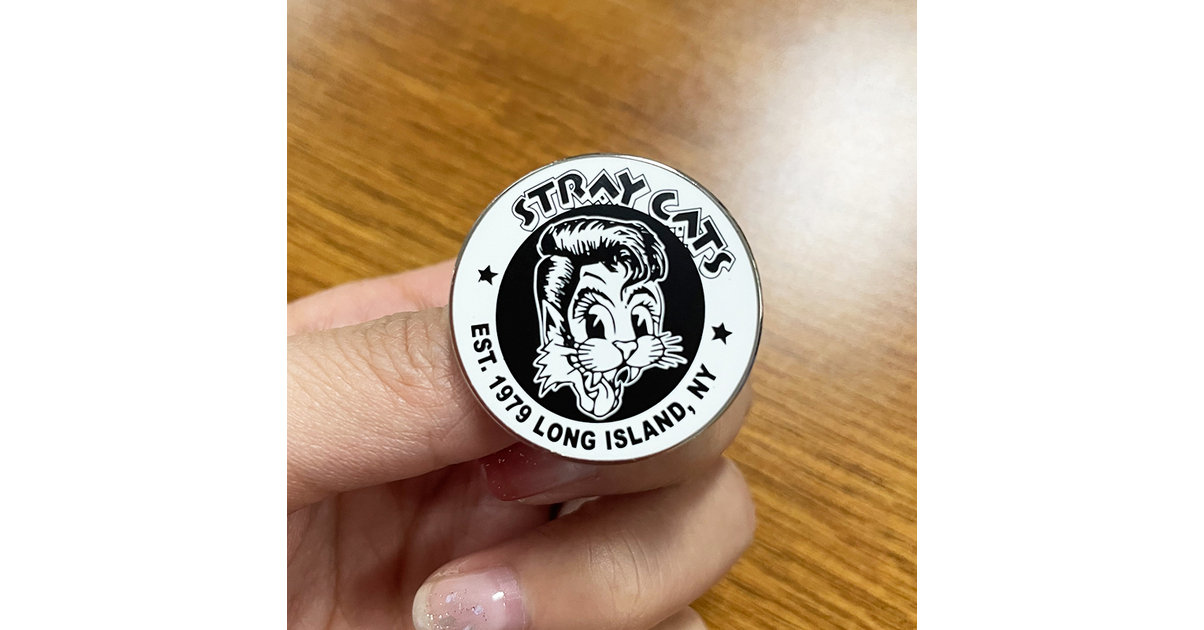 STRAY CATS
EST. 1979 LONG ISLAND, NY